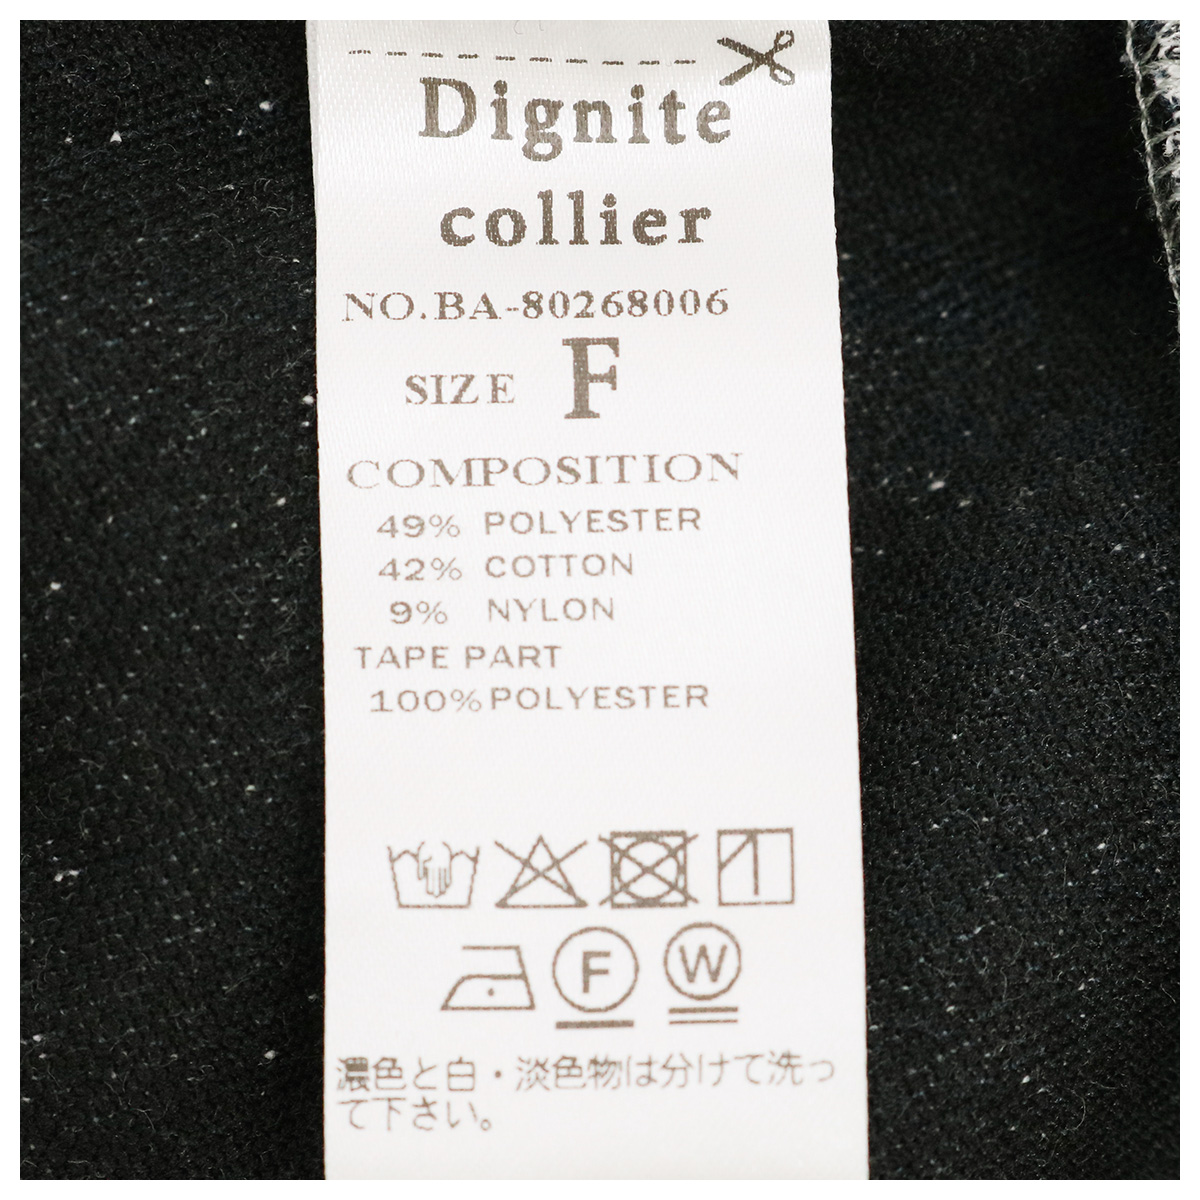 Dignite
collier
NO.BA-80268006
SIZE F
COMPOSITION
49% POLYESTER
42% COTTON
9% NYLON
TAPE PART
100% POLYESTER
F W
濃色と白・淡色物は分けて洗っ
て下さい。